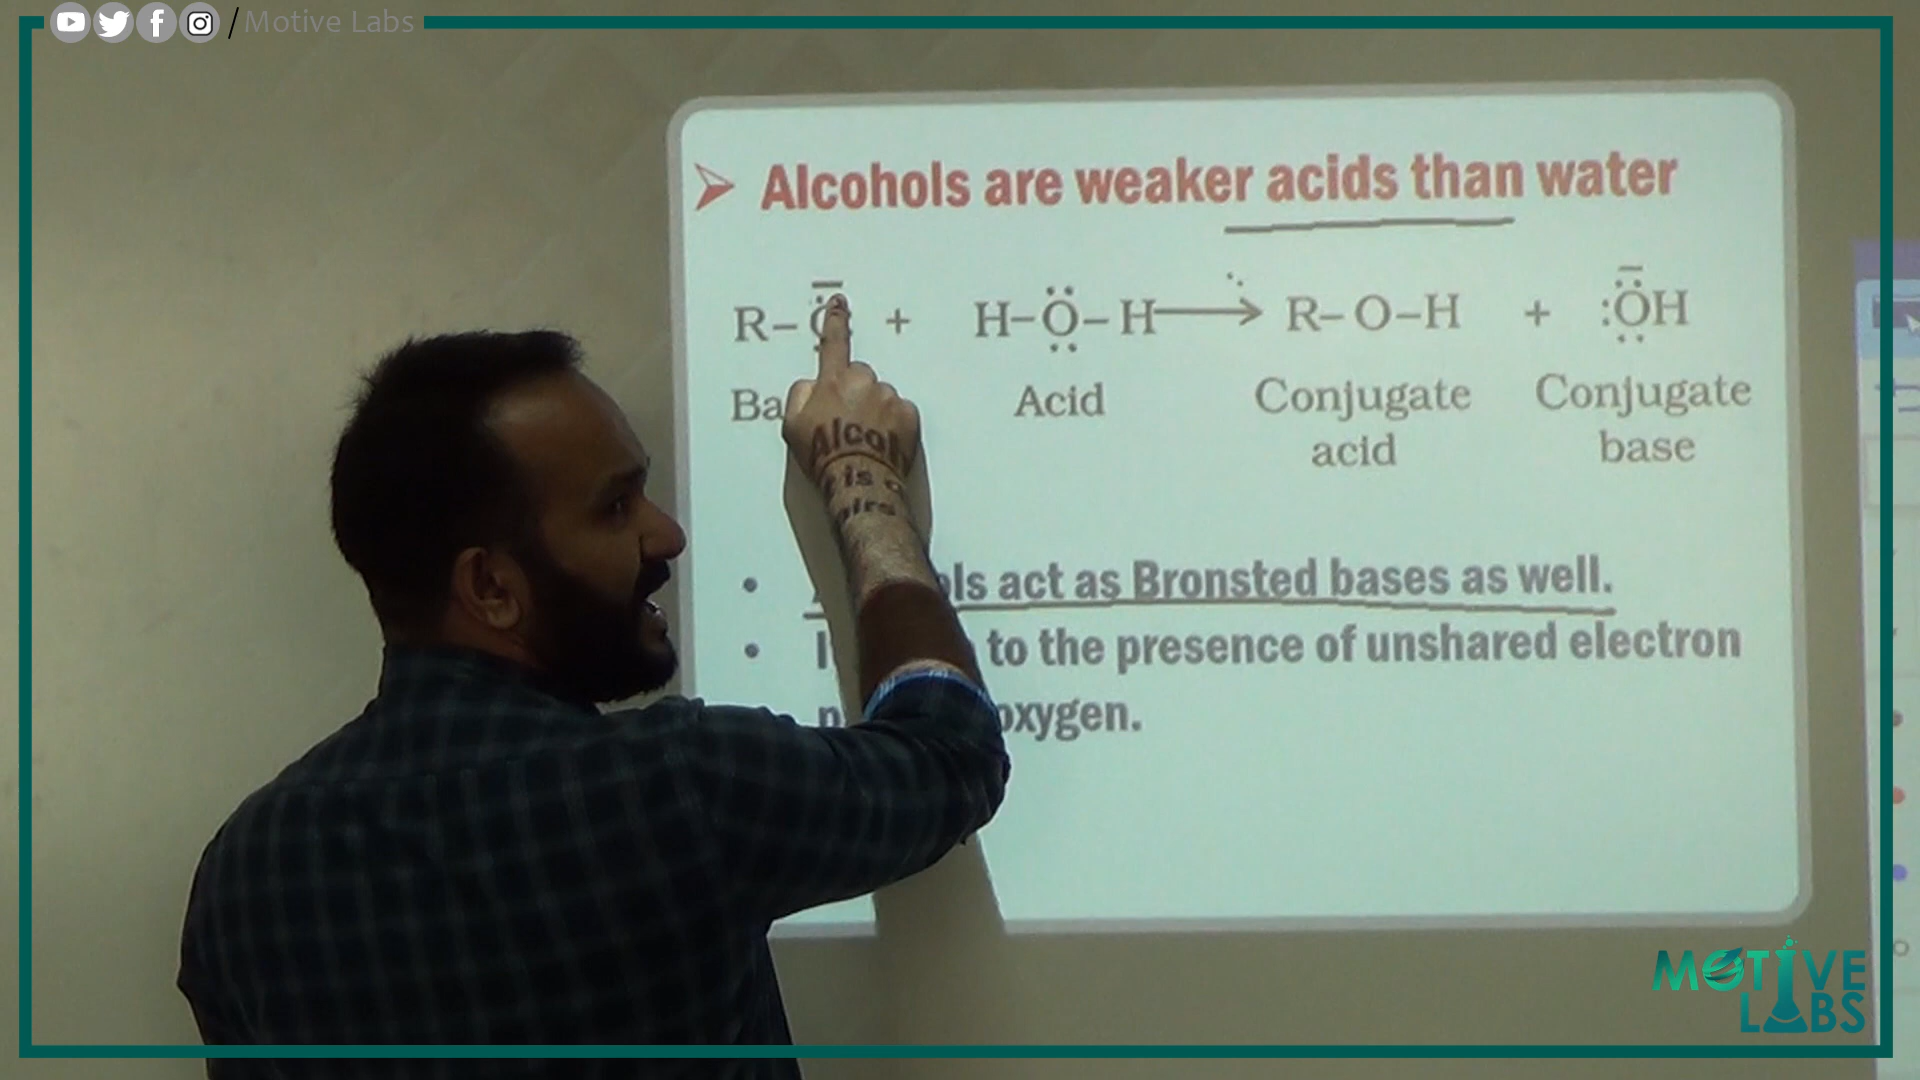 / Motive Labs
➢ Alcohols are weaker acids than water
R–Ö + H–Ö–H ⟶ R–O–H + :ÖH
Acid Conjugate Conjugate
acid base
• act as Bronsted bases as well.
• to the presence of unshared electron
oxygen.
MOTIVE
LABS